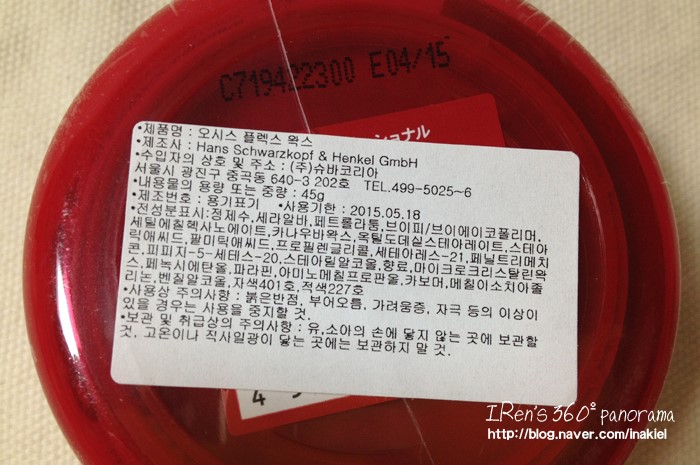 C719422300 E04/15
ショナル
•제품명 : 오시스 플렉스 왁스
•제조사 : Hans Schwarzkopf & Henkel GmbH
•수입자의 상호 및 주소 : (주)슈바코리아
서울시 광진구 중곡동 640-3 202호 TEL.499-5025~6
•내용물의 용량 또는 중량 : 45g
•제조번호 : 용기표기 •사용기한 : 2015.05.18
•전성분표시:정제수,세라알바,페트롤라툼,브이피/브이에이코폴리머,
세틸에칠헥사노에이트,카나우바왁스,옥틸도데실스테아레이트,스테아
릭애씨드,팔미틱애씨드,프로필렌글리콜,세테아레스-21,페닐트리메치
콘,피피지-5-세테스-20,스테아릴알코올,향료,마이크로크리스탈린왁
스,페녹시에탄올,파라핀,아미노메칠프로판올,카보머,메칠이소치아졸
리논,벤질알코올,자색401호,적색227호
•사용상 주의사항 : 붉은반점, 부어오름, 가려움증, 자극 등의 이상이
있을 경우는 사용을 중지할 것.
•보관 및 취급상의 주의사항 : 유,소아의 손에 닿지 않는 곳에 보관할
것, 고온이나 직사일광이 닿는 곳에는 보관하지 말 것.
4
IRen's 360° panorama
http://blog.naver.com/inakiel